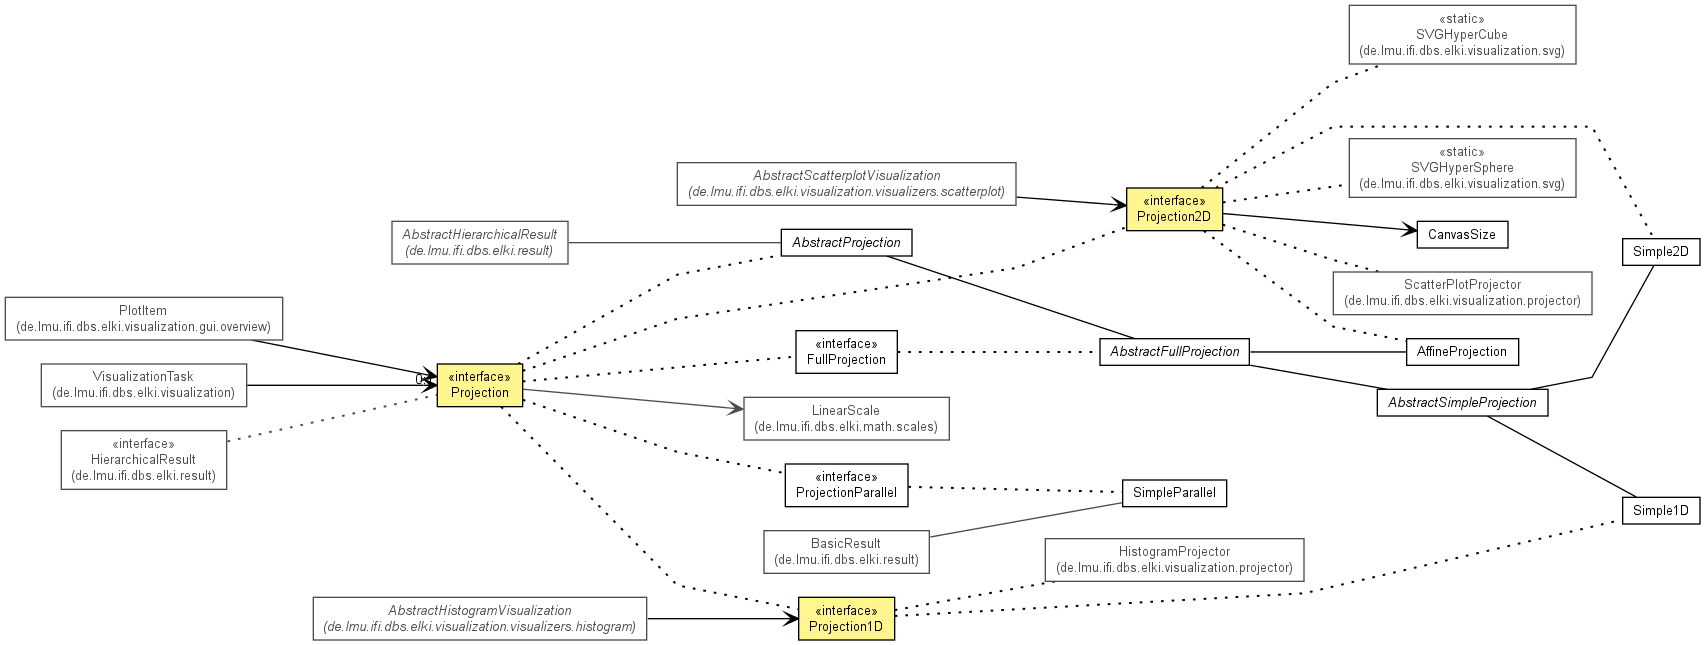 «static»
SVGHyperCube
(de.lmu.ifi.dbs.elki.visualization.svg)
«static»
SVGHyperSphere
(de.lmu.ifi.dbs.elki.visualization.svg)
AbstractScatterplotVisualization
(de.lmu.ifi.dbs.elki.visualization.visualizers.scatterplot)
«interface»
Projection2D
AbstractHierarchicalResult
(de.lmu.ifi.dbs.elki.result)
AbstractProjection
CanvasSize
Simple2D
ScatterPlotProjector
(de.lmu.ifi.dbs.elki.visualization.projector)
PlotItem
(de.lmu.ifi.dbs.elki.visualization.gui.overview)
«interface»
FullProjection
AbstractFullProjection
AffineProjection
VisualizationTask
(de.lmu.ifi.dbs.elki.visualization)
«interface»
Projection
AbstractSimpleProjection
LinearScale
(de.lmu.ifi.dbs.elki.math.scales)
«interface»
HierarchicalResult
(de.lmu.ifi.dbs.elki.result)
«interface»
ProjectionParallel
SimpleParallel
Simple1D
BasicResult
(de.lmu.ifi.dbs.elki.result)
HistogramProjector
(de.lmu.ifi.dbs.elki.visualization.projector)
AbstractHistogramVisualization
(de.lmu.ifi.dbs.elki.visualization.visualizers.histogram)
«interface»
Projection1D